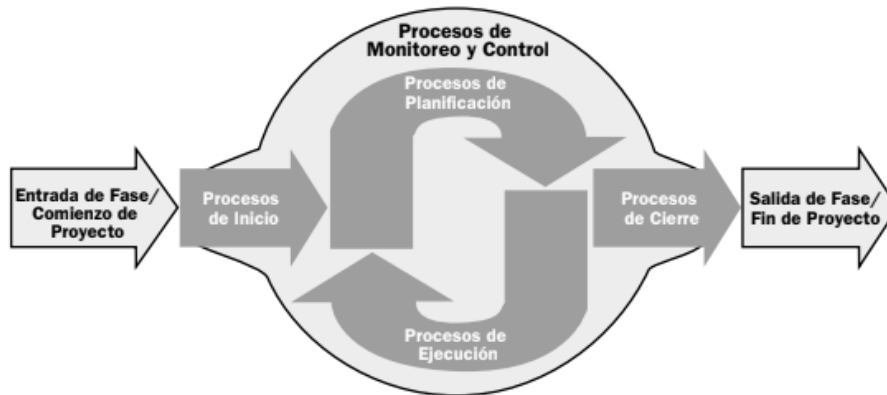 Procesos de
Monitoreo y Control
Procesos de
Planificación
Entrada de Fase/
Comienzo de
Proyecto
Procesos
de Inicio
Procesos
de Cierre
Salida de Fase/
Fin de Proyecto
Procesos de
Ejecución